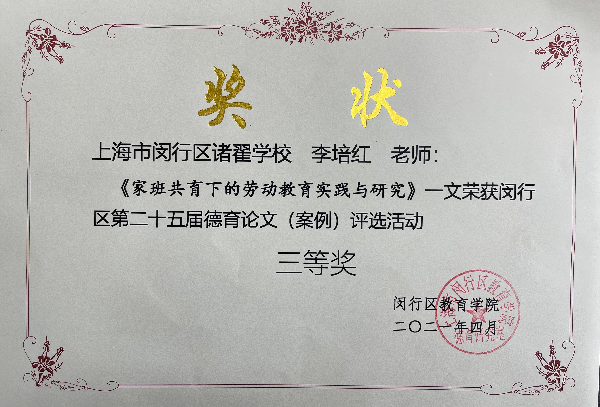 奖 状
上海市闵行区诸翟学校 李培红 老师：
《家班共育下的劳动教育实践与研究》一文荣获闵行
区第二十五届德育论文（案例）评选活动
三等奖
闵行区教育学院
二〇二一年四月